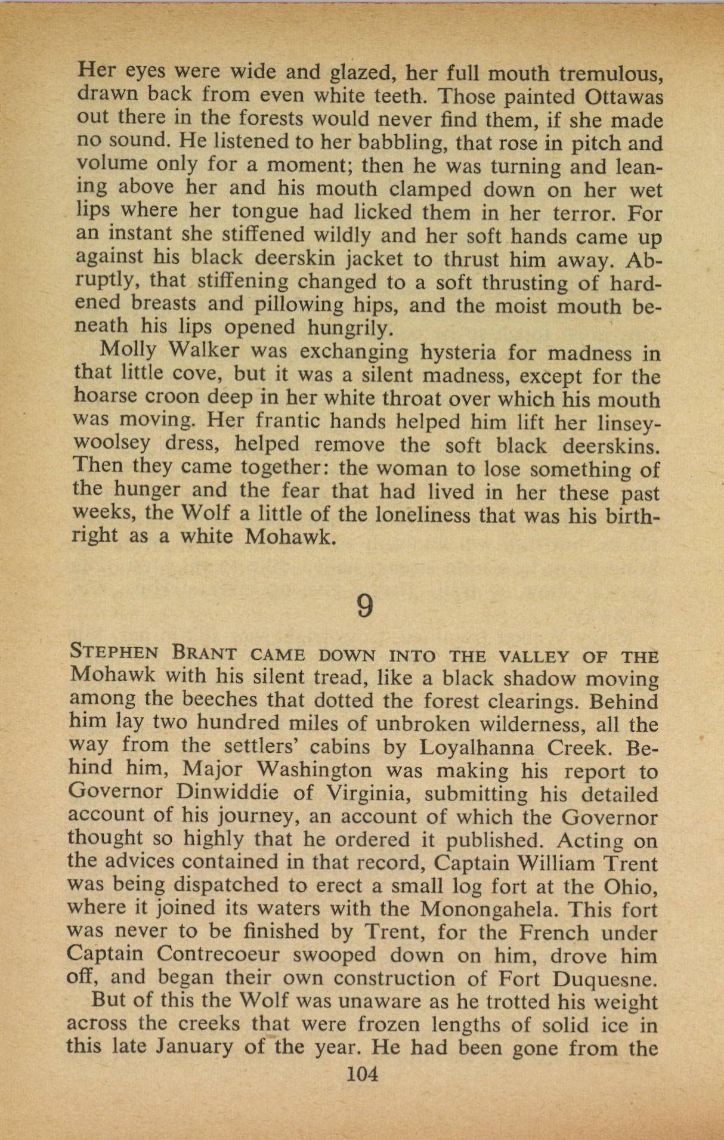 Her eyes were wide and glazed, her full mouth tremulous,
drawn back from even white teeth. Those painted Ottawas
out there in the forests would never find them, if she made
no sound. He listened to her babbling, that rose in pitch and
volume only for a moment; then he was turning and lean-
ing above her and his mouth clamped down on her wet
lips where her tongue had licked them in her terror. For
an instant she stiffened wildly and her soft hands came up
against his black deerskin jacket to thrust him away. Ab-
ruptly, that stiffening changed to a soft thrusting of hard-
ened breasts and pillowing hips, and the moist mouth be-
neath his lips opened hungrily.
Molly Walker was exchanging hysteria for madness in
that little cove, but it was a silent madness, except for the
hoarse croon deep in her white throat over which his mouth
was moving. Her frantic hands helped him lift her linsey-
woolsey dress, helped remove the soft black deerskins.
Then they came together: the woman to lose something of
the hunger and the fear that had lived in her these past
weeks, the Wolf a little of the loneliness that was his birth-
right as a white Mohawk.
9
STEPHEN BRANT CAME DOWN INTO THE VALLEY OF THE
Mohawk with his silent tread, like a black shadow moving
among the beeches that dotted the forest clearings. Behind
him lay two hundred miles of unbroken wilderness, all the
way from the settlers' cabins by Loyalhanna Creek. Be-
hind him, Major Washington was making his report to
Governor Dinwiddie of Virginia, submitting his detailed
account of his journey, an account of which the Governor
thought so highly that he ordered it published. Acting on
the advices contained in that record, Captain William Trent
was being dispatched to erect a small log fort at the Ohio,
where it joined its waters with the Monongahela. This fort
was never to be finished by Trent, for the French under
Captain Contrecoeur swooped down on him, drove him
off, and began their own construction of Fort Duquesne.
But of this the Wolf was unaware as he trotted his weight
across the creeks that were frozen lengths of solid ice in
this late January of the year. He had been gone from the
104